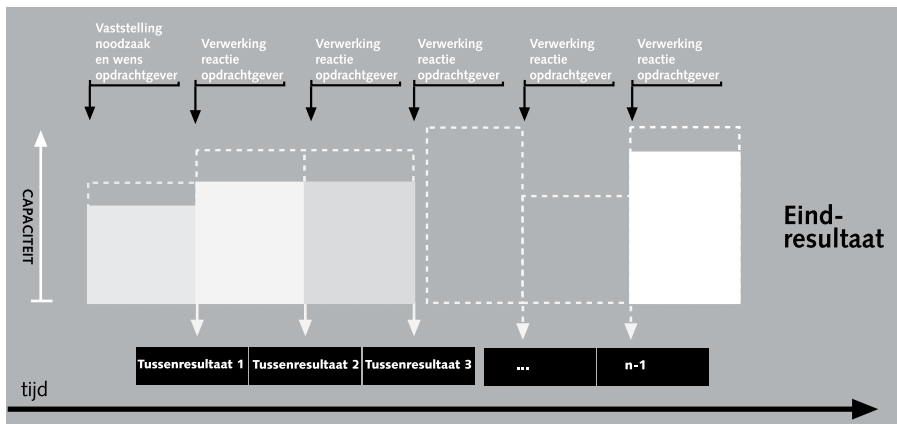 Vaststelling
noodzaak
en wens
opdrachtgever
Verwerking
reactie
opdrachtgever
Verwerking
reactie
opdrachtgever
Verwerking
reactie
opdrachtgever
Verwerking
reactie
opdrachtgever
Verwerking
reactie
opdrachtgever
CAPACITEIT
Eind-
resultaat
Tussenresultaat 1
Tussenresultaat 2
Tussenresultaat 3
...
n-1
tijd